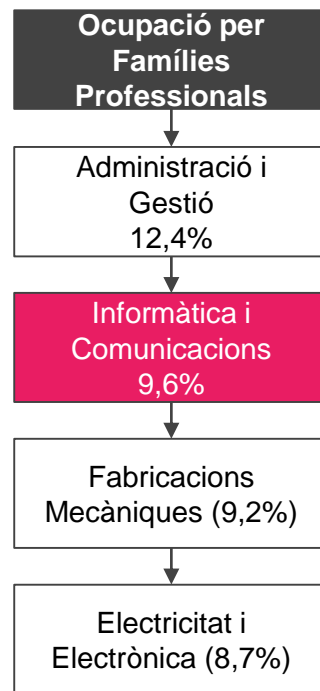 Ocupació per
Famílies
Professionals
Administració i
Gestió
12,4%
Informàtica i
Comunicacions
9,6%
Fabricacions
Mecàniques (9,2%)
Electricitat i
Electrònica (8,7%)